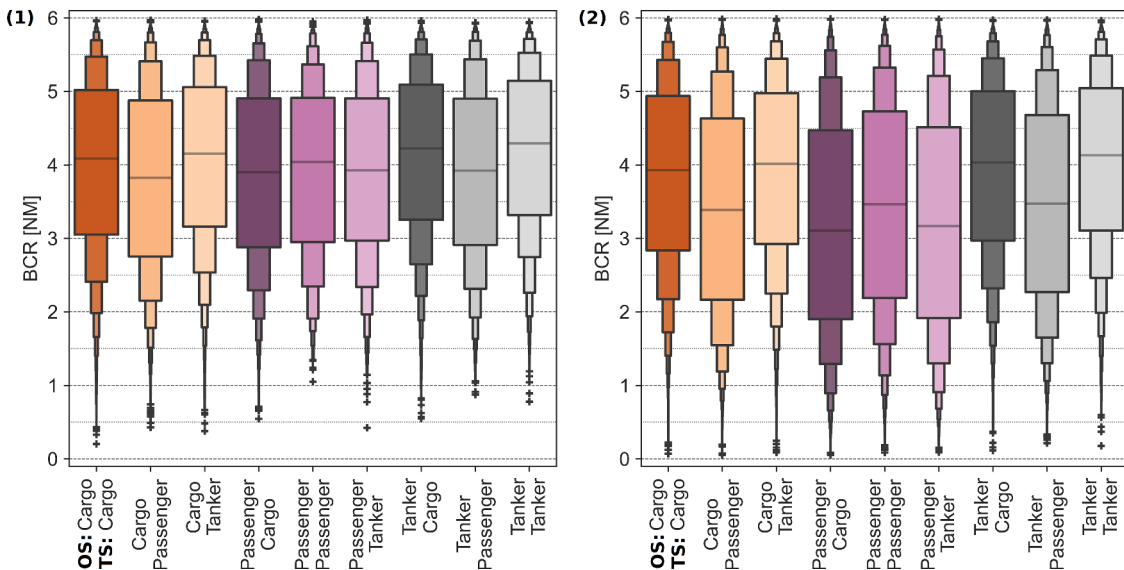 (1)
BCR [NM]
6
5
4
3
2
1
0
OS: Cargo
TS: Cargo
Cargo
Passenger
Cargo
Tanker
Passenger
Cargo
Passenger
Passenger
Passenger
Tanker
Tanker
Cargo
Tanker
Passenger
Tanker
Tanker
(2)
BCR [NM]
6
5
4
3
2
1
0
OS: Cargo
TS: Cargo
Cargo
Passenger
Cargo
Tanker
Passenger
Cargo
Passenger
Passenger
Passenger
Tanker
Tanker
Cargo
Tanker
Passenger
Tanker
Tanker